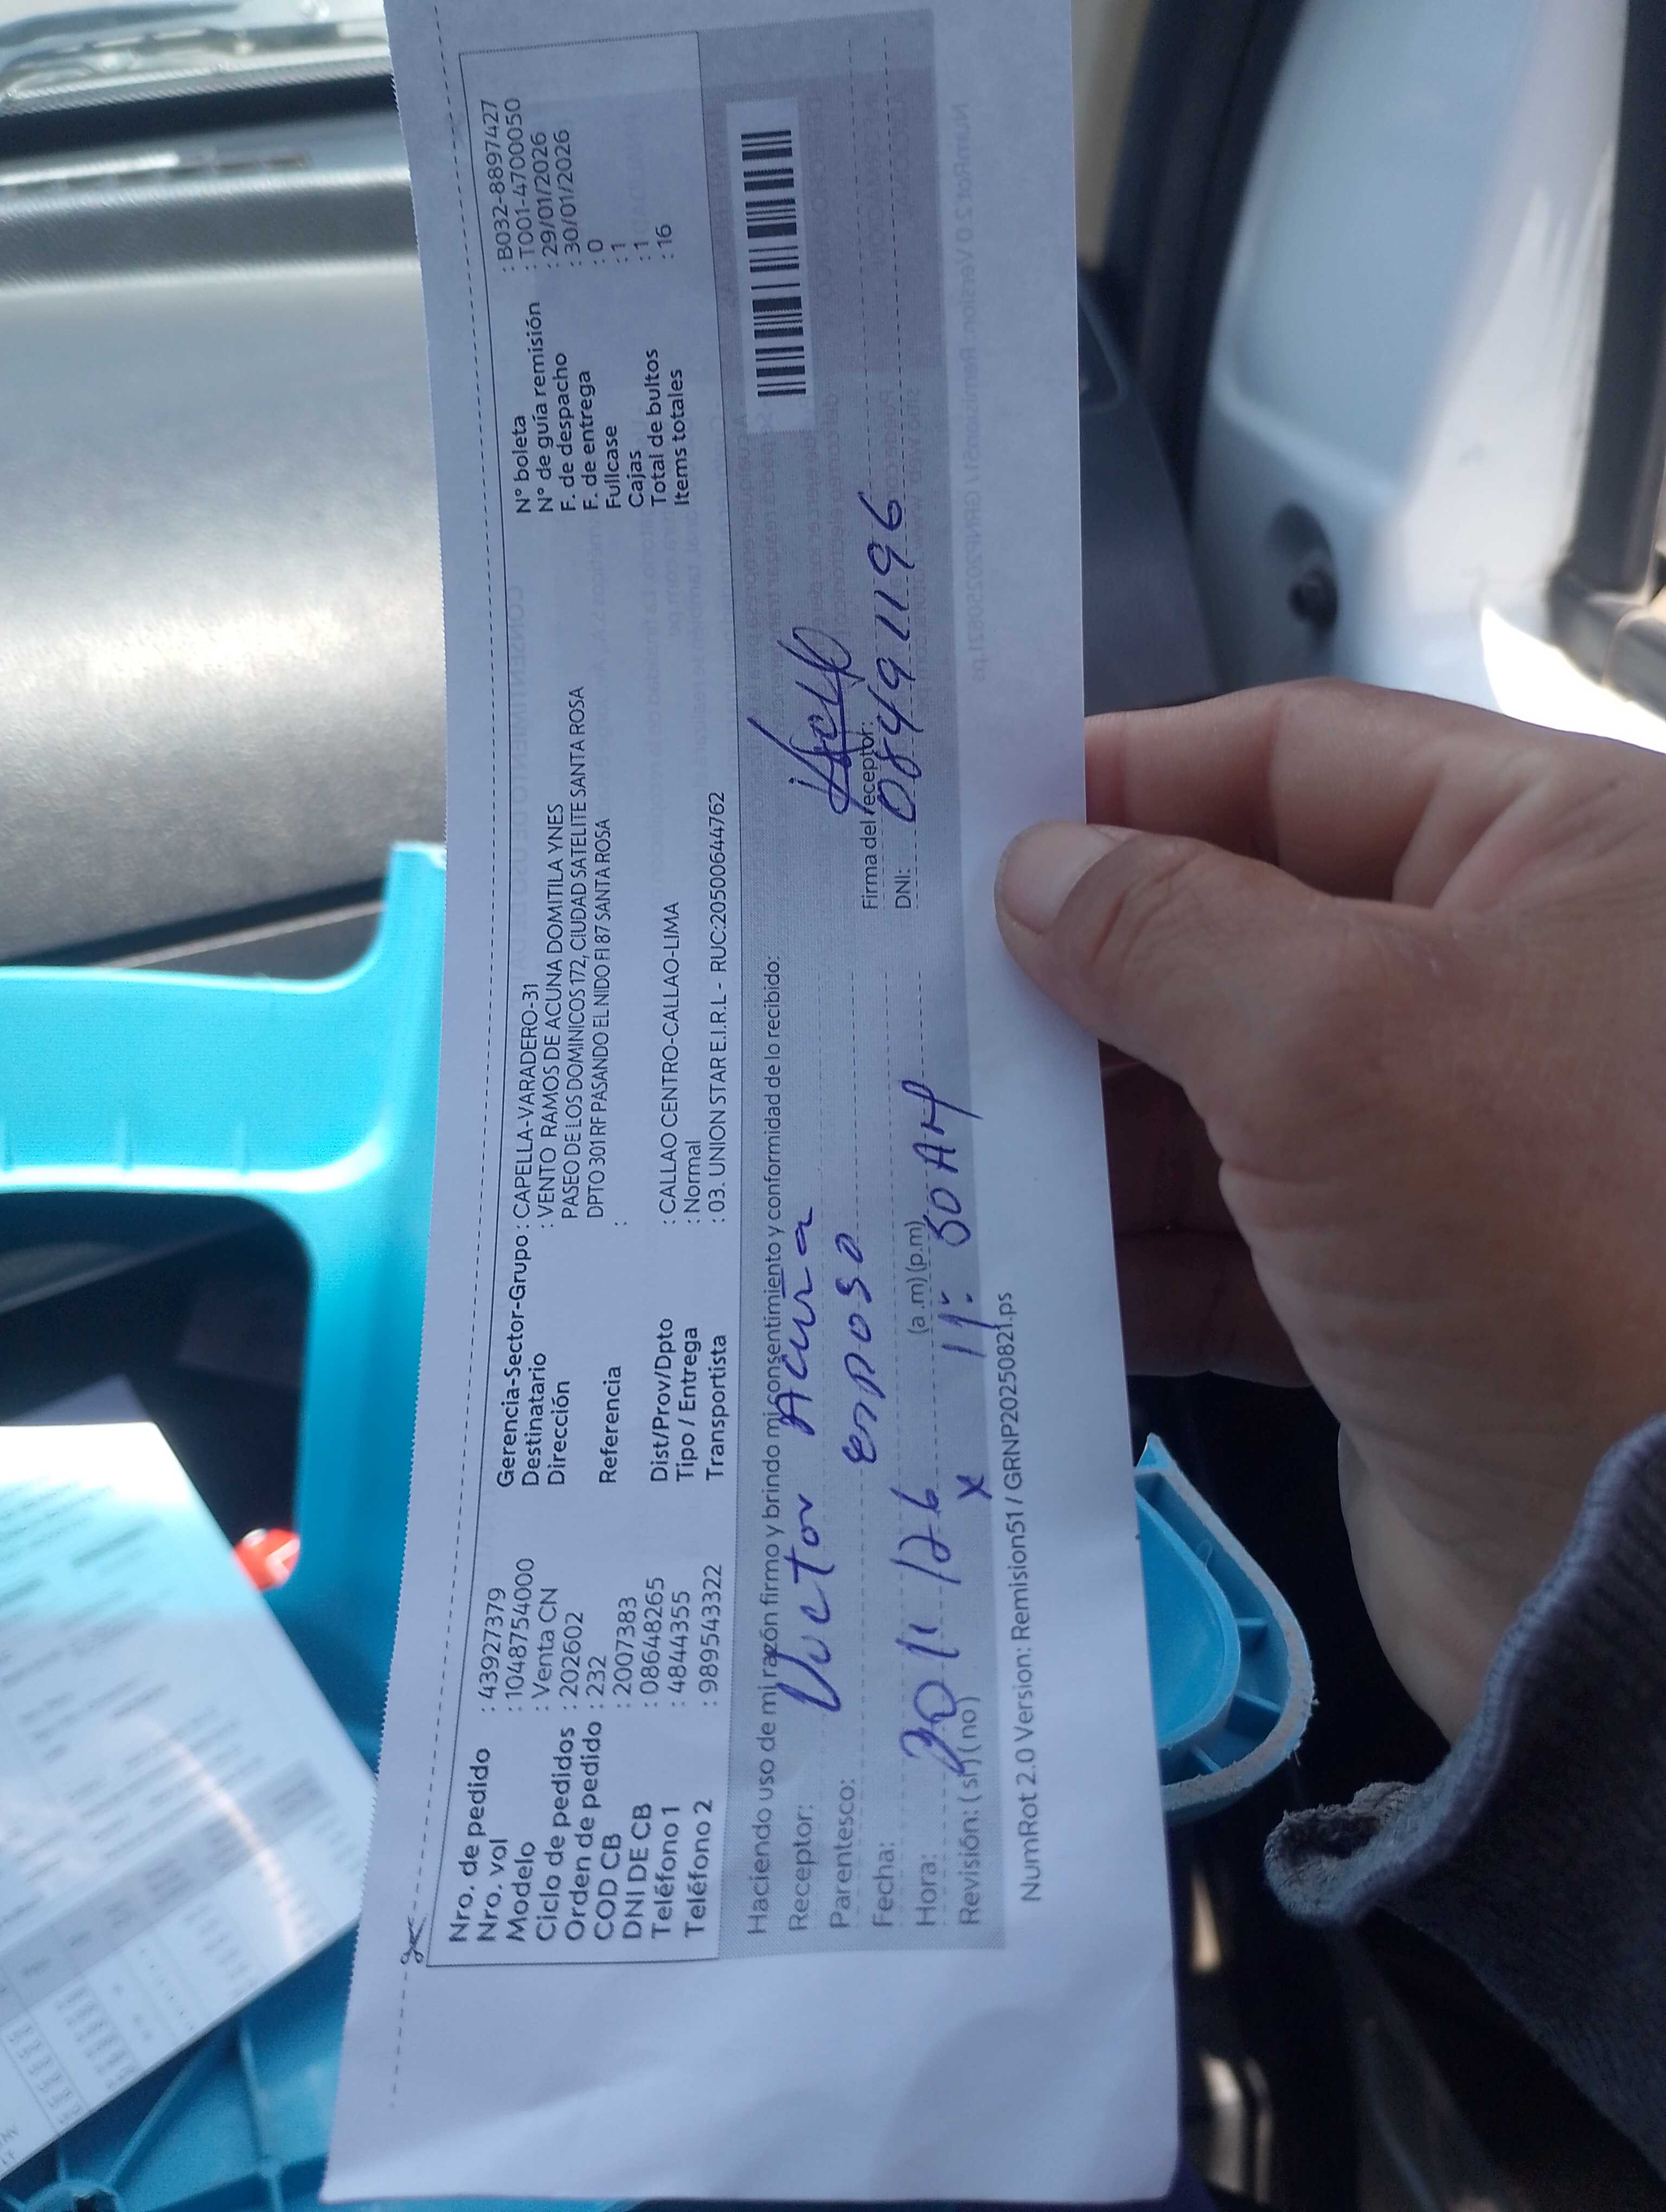 Nro. de pedido : 43927379
Nro. vol : 1048754000
Modelo : Venta CN
Ciclo de pedidos : 202602
Orden de pedido : 232
COD CB : 2007383
DNI DE CB : 08648265
Teléfono 1 : 4844355
Teléfono 2 : 989543322
Gerencia-Sector-Grupo : CAPELLA-VARADERO-31
Destinatario : VENTO RAMOS DE ACUNA DOMITILA YNES
Dirección PASEO DE LOS DOMINICOS 172, CIUDAD SATELITE SANTA ROSA
DPTO 301 RF PASANDO EL NIDO FI 87 SANTA ROSA
Referencia :
Dist/Prov/Dpto : CALLAO CENTRO-CALLAO-LIMA
Tipo / Entrega : Normal
Transportista : 03. UNION STAR E.I.R.L - RUC:20500644762
N° boleta : B032-8897427
N° de guía remisión : T001-4700050
F. de despacho : 29/01/2026
F. de entrega : 30/01/2026
Fullcase : 0
Cajas : 1
Total de bultos : 1
Items totales : 16
Haciendo uso de mi razón firmo y brindo mi consentimiento y conformidad de lo recibido:
Receptor: Victor Acuña
Parentesco: esposo
Fecha:
Hora: (a.m) (p.m) 11:50 AM
Revisión: ( si ) ( no ) x
Firma del receptor:
DNI: 08491196
NumRot 2.0 Version: Remision51 / GRNP20250821.ps